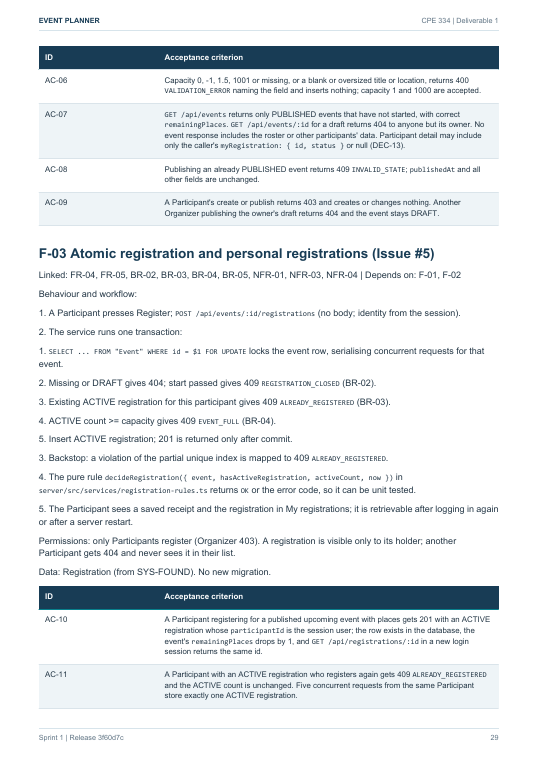 EVENT PLANNER
CPE 334 | Deliverable 1
ID
Acceptance criterion
AC-06
Capacity 0, -1, 1.5, 1001 or missing, or a blank or oversized title or location, returns 400
VALIDATION_ERROR naming the field and inserts nothing; capacity 1 and 1000 are accepted.
AC-07
GET /api/events returns only PUBLISHED events that have not started, with correct
remainingPlaces. GET /api/events/:id for a draft returns 404 to anyone but its owner. No
event response includes the roster or other participants' data. Participant detail may include
only the caller's myRegistration: { id, status } or null (DEC-13).
AC-08
Publishing an already PUBLISHED event returns 409 INVALID_STATE; publishedAt and all
other fields are unchanged.
AC-09
A Participant's create or publish returns 403 and creates or changes nothing. Another
Organizer publishing the owner's draft returns 404 and the event stays DRAFT.
F-03 Atomic registration and personal registrations (Issue #5)
Linked: FR-04, FR-05, BR-02, BR-03, BR-04, BR-05, NFR-01, NFR-03, NFR-04 | Depends on: F-01, F-02
Behaviour and workflow:
1. A Participant presses Register; POST /api/events/:id/registrations (no body; identity from the session).
2. The service runs one transaction:
1. SELECT ... FROM "Event" WHERE id = $1 FOR UPDATE locks the event row, serialising concurrent requests for that
event.
2. Missing or DRAFT gives 404; start passed gives 409 REGISTRATION_CLOSED (BR-02).
3. Existing ACTIVE registration for this participant gives 409 ALREADY_REGISTERED (BR-03).
4. ACTIVE count >= capacity gives 409 EVENT_FULL (BR-04).
5. Insert ACTIVE registration; 201 is returned only after commit.
3. Backstop: a violation of the partial unique index is mapped to 409 ALREADY_REGISTERED.
4. The pure rule decideRegistration({ event, hasActiveRegistration, activeCount, now }) in
server/src/services/registration-rules.ts returns OK or the error code, so it can be unit tested.
5. The Participant sees a saved receipt and the registration in My registrations; it is retrievable after logging in again
or after a server restart.
Permissions: only Participants register (Organizer 403). A registration is visible only to its holder; another
Participant gets 404 and never sees it in their list.
Data: Registration (from SYS-FOUND). No new migration.
ID
Acceptance criterion
AC-10
A Participant registering for a published upcoming event with places gets 201 with an ACTIVE
registration whose participantId is the session user; the row exists in the database, the
event's remainingPlaces drops by 1, and GET /api/registrations/:id in a new login
session returns the same id.
AC-11
A Participant with an ACTIVE registration who registers again gets 409 ALREADY_REGISTERED
and the ACTIVE count is unchanged. Five concurrent requests from the same Participant
store exactly one ACTIVE registration.
Sprint 1 | Release 3f60d7c
29